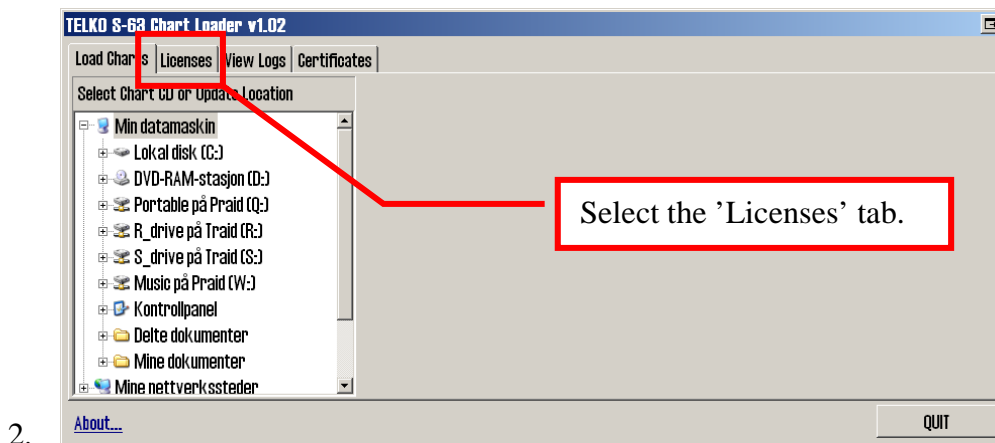 TELKO S-63 Chart Loader v1.02
Load Charts Licenses View Logs Certificates
Select Chart CD or Update Location
Min datamaskin
Lokal disk (C:)
DVD-RAM-stasjon (D:)
Portable på Praid (Q:)
R_drive på Traid (R:)
S_drive på Traid (S:)
Music på Praid (W:)
Kontrollpanel
Delte dokumenter
Mine dokumenter
Mine nettverkssteder
Select the ’Licenses’ tab.
2.
About...
QUIT